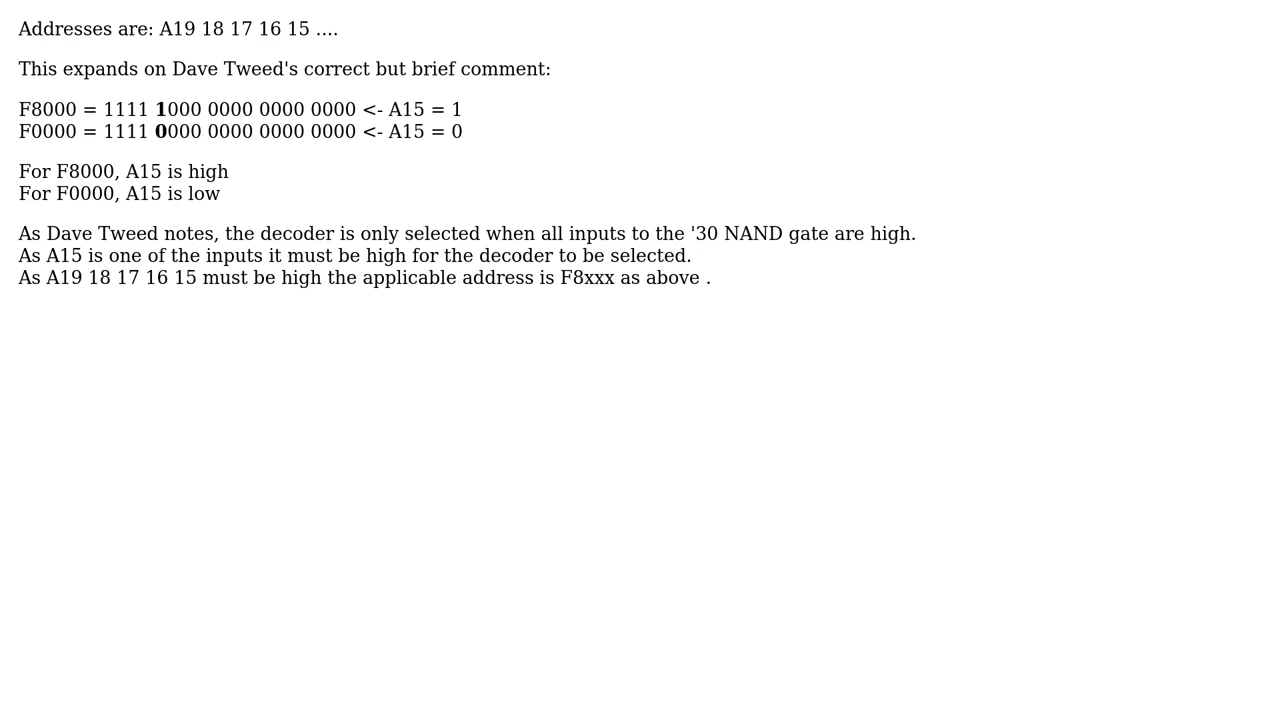 Addresses are: A19 18 17 16 15 ....
This expands on Dave Tweed's correct but brief comment:
F8000 = 1111 1000 0000 0000 0000 <- A15 = 1
F0000 = 1111 0000 0000 0000 0000 <- A15 = 0
For F8000, A15 is high
For F0000, A15 is low
As Dave Tweed notes, the decoder is only selected when all inputs to the '30 NAND gate are high.
As A15 is one of the inputs it must be high for the decoder to be selected.
As A19 18 17 16 15 must be high the applicable address is F8xxx as above .